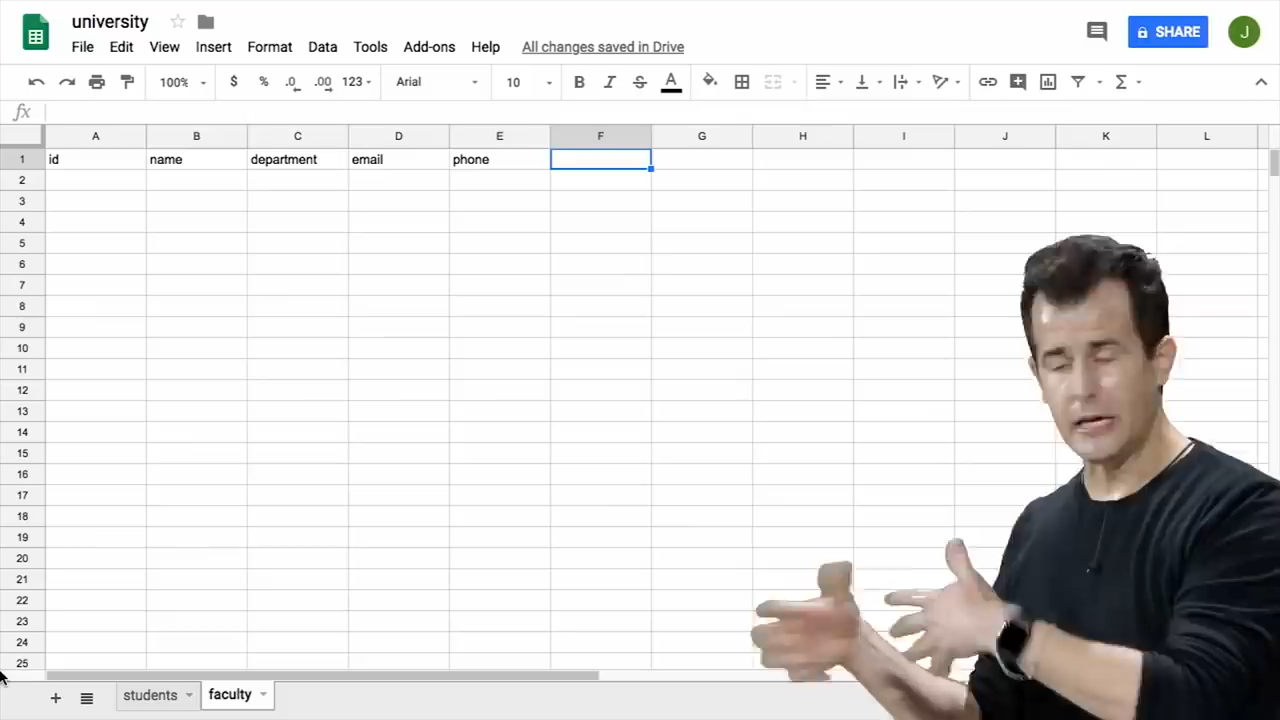 university
File Edit View Insert Format Data Tools Add-ons Help All changes saved in Drive
SHARE
J
100% $ % .0 .00 123 Arial 10 B I S A Σ
fx
A B C D E F G H I J K L
1 id name department email phone
2
3
4
5
6
7
8
9
10
11
12
13
14
15
16
17
18
19
20
21
22
23
24
25
+ students faculty